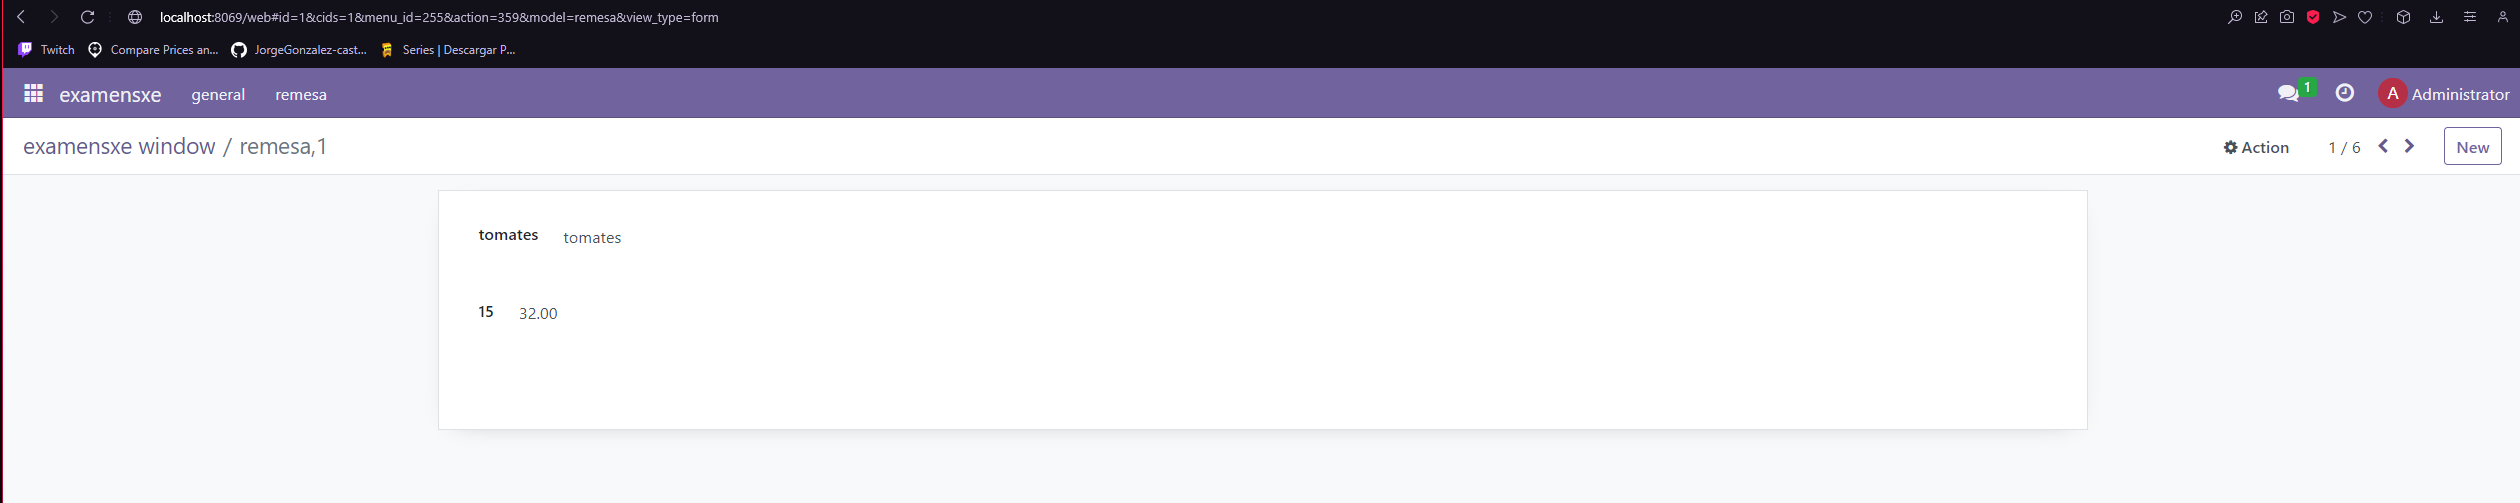 localhost:8069/web#id=1&cids=1&menu_id=255&action=359&model=remesa&view_type=form
Twitch Compare Prices an... JorgeGonzalez-cast... Series | Descargar P...
examensxe general remesa 1 A Administrator
examensxe window / remesa,1 Action 1 / 6 New
tomates tomates
15 32.00